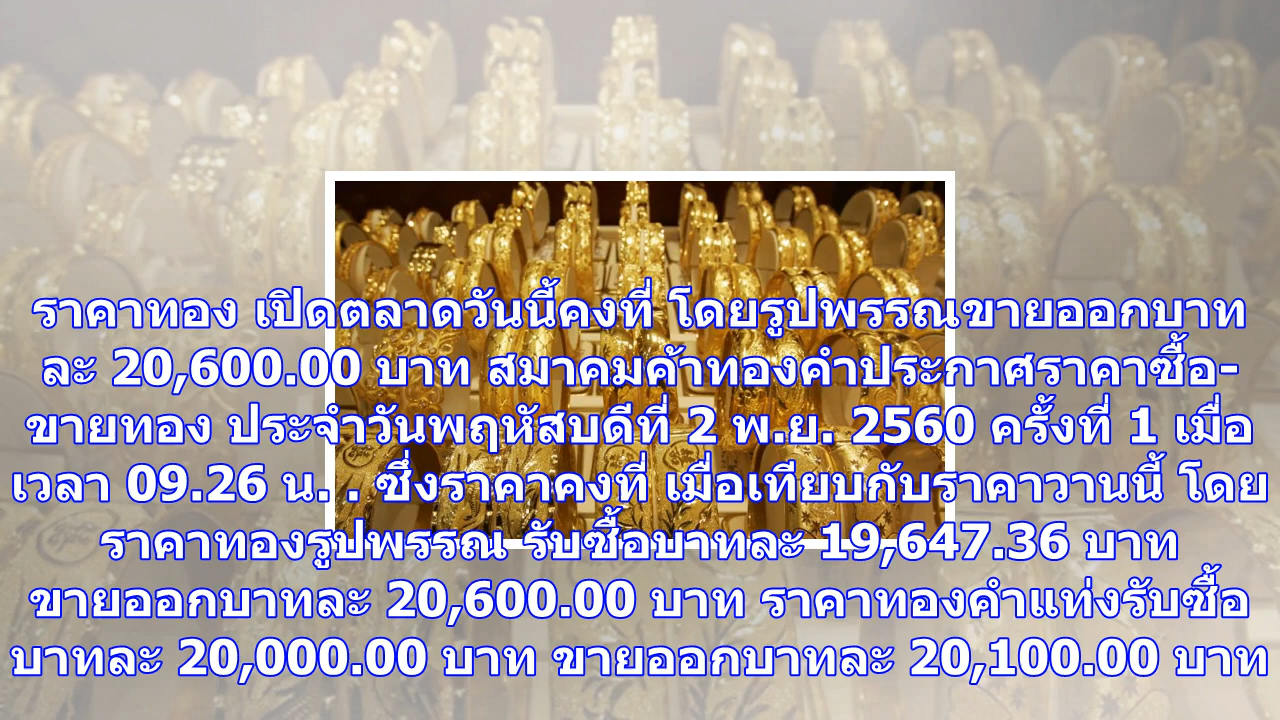 ราคาทอง เปิดตลาดวันนี้คงที่ โดยรูปพรรณขายออกบาท
ละ 20,600.00 บาท สมาคมค้าทองคำประกาศราคาซื้อ-
ขายทอง ประจำวันพฤหัสบดีที่ 2 พ.ย. 2560 ครั้งที่ 1 เมื่อ
เวลา 09.26 น. . ซึ่งราคาคงที่ เมื่อเทียบกับราคาวานนี้ โดย
ราคาทองรูปพรรณ รับซื้อบาทละ 19,647.36 บาท
ขายออกบาทละ 20,600.00 บาท ราคาทองคำแท่งรับซื้อ
บาทละ 20,000.00 บาท ขายออกบาทละ 20,100.00 บาท